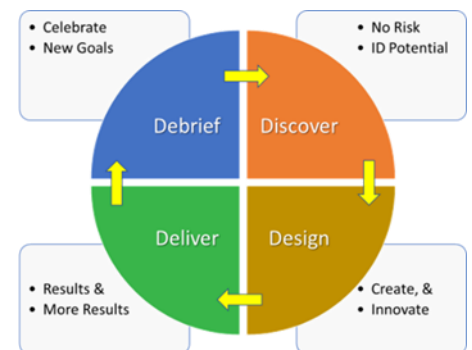 • Celebrate
• New Goals
• No Risk
• ID Potential
Debrief
Discover
Deliver
Design
• Results &
• More Results
• Create, &
• Innovate